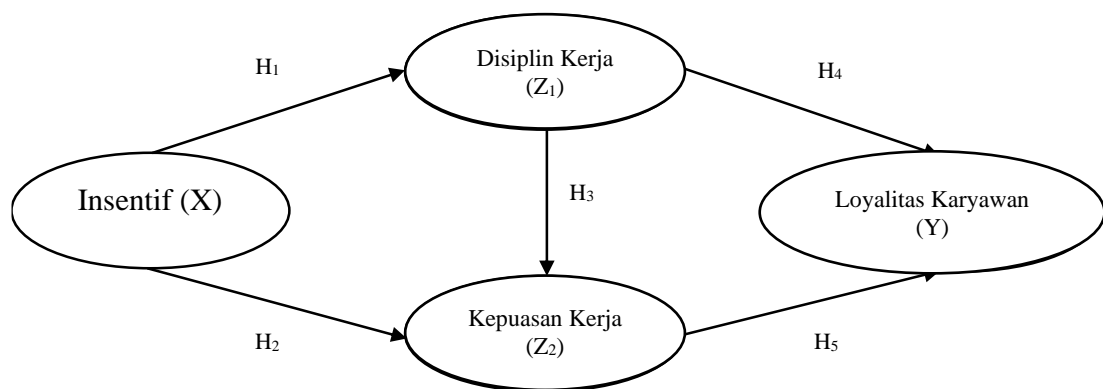 Disiplin Kerja
(Z₁)
H₁
H₄
Insentif (X)
H₃
Loyalitas Karyawan
(Y)
Kepuasan Kerja
(Z₂)
H₂
H₅